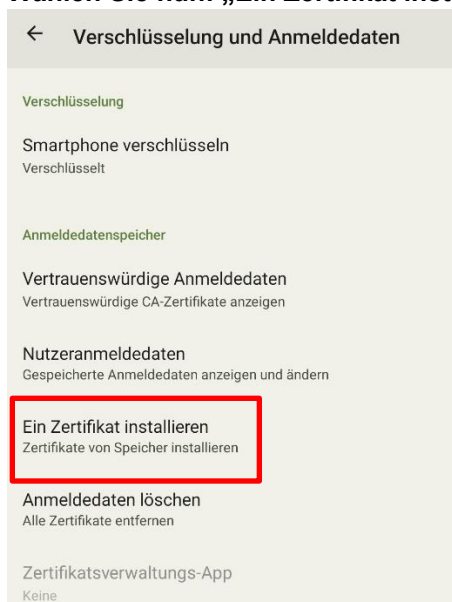 Verschlüsselung und Anmeldedaten
Verschlüsselung
Smartphone verschlüsseln
Verschlüsselt
Anmeldedatenspeicher
Vertrauenswürdige Anmeldedaten
Vertrauenswürdige CA-Zertifikate anzeigen
Nutzeranmeldedaten
Gespeicherte Anmeldedaten anzeigen und ändern
Ein Zertifikat installieren
Zertifikate von Speicher installieren
Anmeldedaten löschen
Alle Zertifikate entfernen
Zertifikatsverwaltungs-App
Keine